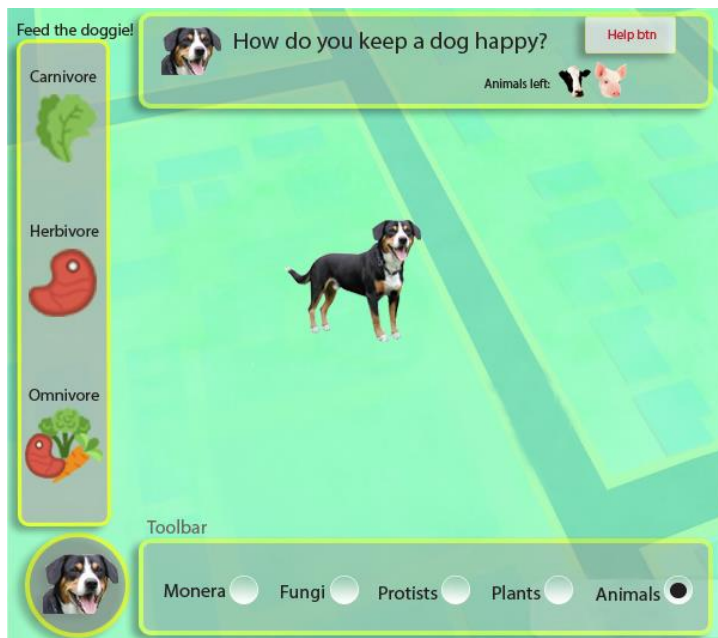 Feed the doggie!
How do you keep a dog happy?
Help btn
Animals left:
Carnivore
Herbivore
Omnivore
Toolbar
Monera Fungi Protists Plants Animals